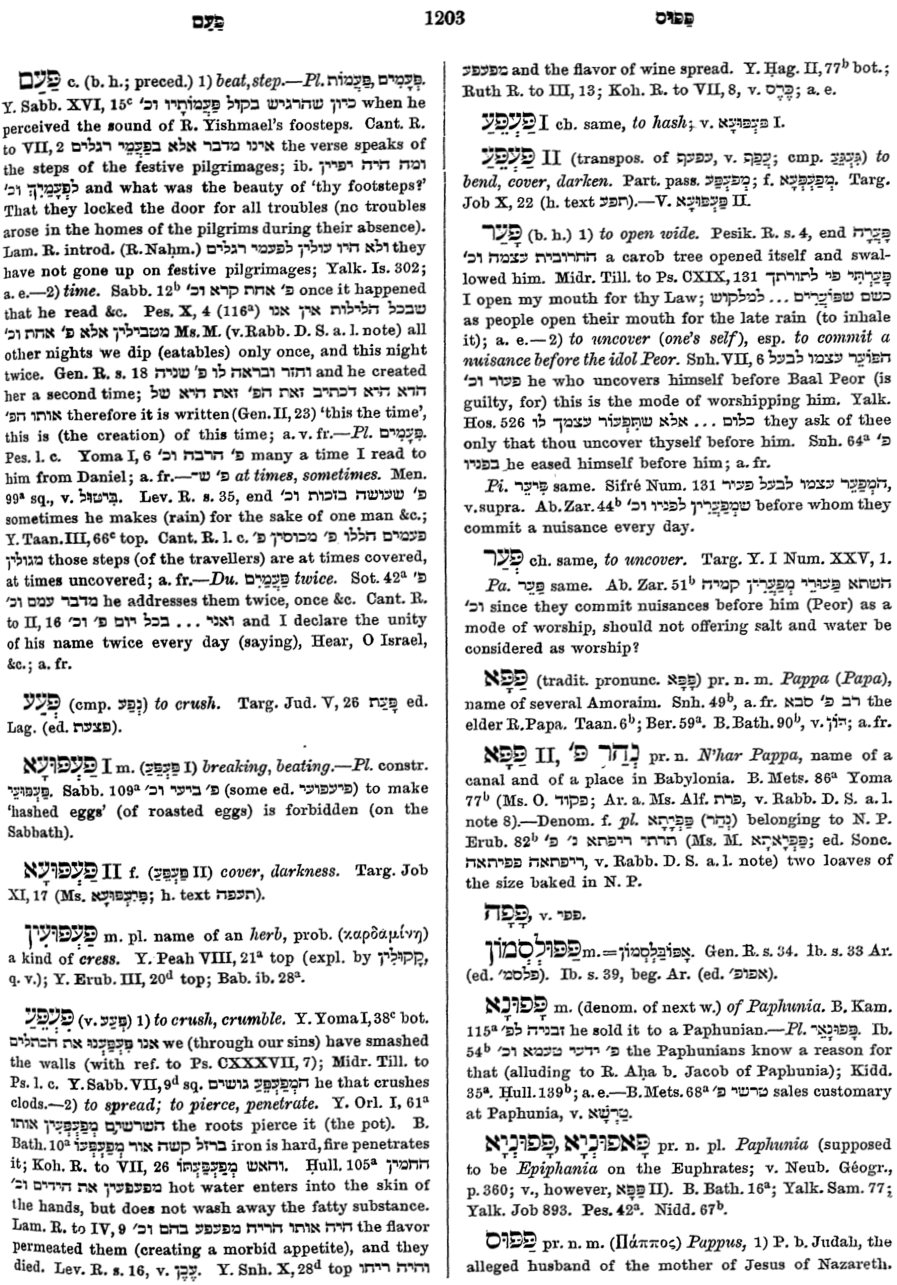 פַּעַם 1203 פַּפּוּס
פַּעַם c. (b. h.; preced.) 1) beat, step.—Pl. פְּעָמִים, פְּעָמוֹת.
Y. Sabb. XVI, 15ᶜ כיון שהרגיש בקול פַּעֲמוֹתָיו וכ׳ when he
perceived the sound of R. Yishmael's foosteps. Cant. R.
to VII, 2 אינו מדבר אלא בפַעֲמֵי רגלים the verse speaks of
the steps of the festive pilgrimages; ib. ומה היה יפיין
לפְעָמַיִךְ וכ׳ and what was the beauty of 'thy footsteps?'
That they locked the door for all troubles (no troubles
arose in the homes of the pilgrims during their absence).
Lam. R. introd. (R. Naḥm.) ולא היו עולין לפעמי רגלים they
have not gone up on festive pilgrimages; Yalk. Is. 302;
a. e.—2) time. Sabb. 12ᵇ פ׳ אחת קרא וכ׳ once it happened
that he read &c. Pes. X, 4 (116ᵃ) שבכל הלילות אין אנו
מטבילין אלא פ׳ אחת וכ׳ Ms. M. (v. Rabb. D. S. a. l. note) all
other nights we dip (eatables) only once, and this night
twice. Gen. R. s. 18 וחזר ובראה לו פ׳ שניה and he created
her a second time; הדא היא דכתיב זאת הפ׳ זאת היא של
אותו הפ׳ therefore it is written (Gen. II, 23) 'this the time',
this is (the creation) of this time; a. v. fr.—Pl. פְּעָמִים.
Pes. l. c. Yoma I, 6 פ׳ הרבה וכ׳ many a time I read to
him from Daniel; a. fr.—פ׳ ש־ at times, sometimes. Men.
99ᵃ sq., v. בִּיטּוּל. Lev. R. s. 35, end פ׳ שעושה בזכות וכ׳
sometimes he makes (rain) for the sake of one man &c.;
Y. Taan. III, 66ᶜ top. Cant. R. l. c. פעמים הללו פ׳ מכוסין פ׳
מגולין those steps (of the travellers) are at times covered,
at times uncovered; a. fr.—Du. פַּעֲמַיִם twice. Sot. 42ᵃ פ׳
מדבר עמם וכ׳ he addresses them twice, once &c. Cant. R.
to II, 16 ואני ... בכל יום פ׳ וכ׳ and I declare the unity
of his name twice every day (saying), Hear, O Israel,
&c.; a. fr.
פְּעַע (cmp. נְפַע) to crush. Targ. Jud. V, 26 פָּעַת ed.
Lag. (ed. פצעת).
פַּעְפּוּעָא I m. (פַּעְפַּע I) breaking, beating.—Pl. constr.
פַּעְפּוּעֵי. Sabb. 109ᵃ פ׳ ביעי וכ׳ (some ed. פיעפועי) to make
'hashed eggs' (of roasted eggs) is forbidden (on the
Sabbath).
פַּעְפּוּעָא II f. (פַּעְפַּע II) cover, darkness. Targ. Job
XI, 17 (Ms. פִּיעְפּוּעָא; h. text תעפה).
פַּעְפּוּעִין m. pl. name of an herb, prob. (καρδαμίνη)
a kind of cress. Y. Peah VIII, 21ᵃ top (expl. by קָקוּלִין,
q. v.); Y. Erub. III, 20ᵈ top; Bab. ib. 28ᵃ.
פִּעְפֵּעַ (v. פְּעַע) 1) to crush, crumble. Y. Yoma I, 38ᶜ bot.
אנו פִּעְפַּעְנוּ את הכתלים we (through our sins) have smashed
the walls (with ref. to Ps. CXXXVII, 7); Midr. Till. to
Ps. l. c. Y. Sabb. VII, 9ᵈ sq. המְפַעְפֵּעַ גושים he that crushes
clods.—2) to spread; to pierce, penetrate. Y. Orl. I, 61ᵃ
השרשים מְפַעְפְּעִין אותו the roots pierce it (the pot). B.
Bath. 10ᵃ ברזל קשה אור מְפַעְפְּעוֹ iron is hard, fire penetrates
it; Koh. R. to VII, 26 והאש מְפַעְפַּעְתּוֹ. Ḥull. 105ᵃ החמין
מפעפעין את הידים וכ׳ hot water enters into the skin of
the hands, but does not wash away the fatty substance.
Lam. R. to IV, 9 היה אותו הריח מפעפע בהם וכ׳ the flavor
permeated them (creating a morbid appetite), and they
died. Lev. R. s. 16, v. עֶכֶן. Y. Snh. X, 28ᵈ top והיה ריחו
מפעפע and the flavor of wine spread. Y. Ḥag. II, 77ᵇ bot.;
Ruth R. to III, 13; Koh. R. to VII, 8, v. כֶּרֶס; a. e.
פַּעְפַּע I ch. same, to hash; v. פַּעְפּוּעָא I.
פַּעְפַּע II (transpos. of עפעף, v. כָּפַף; cmp. גַּנְגֵּן) to
bend, cover, darken. Part. pass. מְפַעְפַּע; f. מְפַעְפְּעָא. Targ.
Job X, 22 (h. text תפע).—V. פַּעְפּוּעָא II.
פָּעַר (b. h.) 1) to open wide. Pesik. R. s. 4, end פָּעֲרָה
החרובית עצמה וכ׳ a carob tree opened itself and swal-
lowed him. Midr. Till. to Ps. CXIX, 131 פָּעַרְתִּי פי לתורתך
I open my mouth for thy Law; כשם שפּוֹעֲרִים ... למלקוש
as people open their mouth for the late rain (to inhale
it); a. e.—2) to uncover (one's self), esp. to commit a
nuisance before the idol Peor. Snh. VII, 6 הפּוֹעֵר עצמו לבעל
פעור וכ׳ he who uncovers himself before Baal Peor (is
guilty, for) this is the mode of worshipping him. Yalk.
Hos. 526 כלום ... אלא שתִּפְעוֹר עצמך לו they ask of thee
only that thou uncover thyself before him. Snh. 64ᵃ פ׳
בפניו he eased himself before him; a. fr.
Pi. פִּיעֵר same. Sifré Num. 131 המְפַעֵר עצמו לבעל פעור,
v. supra. Ab. Zar. 44ᵇ שמְפַעֲרִין לפניו וכ׳ before whom they
commit a nuisance every day.
פְּעַר ch. same, to uncover. Targ. Y. I Num. XXV, 1.
Pa. פַּעֵר same. Ab. Zar. 51ᵇ השתא פַּעוּרֵי מְפַעֲרִין קמיה
וכ׳ since they commit nuisances before him (Peor) as a
mode of worship, should not offering salt and water be
considered as worship?
פַּפָּא (tradit. pronunc. פָּפָּא) pr. n. m. Pappa (Papa),
name of several Amoraim. Snh. 49ᵇ, a. fr. רב פ׳ סבא the
elder R. Papa. Taan. 6ᵇ; Ber. 59ᵃ. B. Bath. 90ᵇ, v. הוֹן; a. fr.
פַּפָּא II, נְהַר פ׳ pr. n. N'har Pappa, name of a
canal and of a place in Babylonia. B. Mets. 86ᵃ Yoma
77ᵇ (Ms. O. פקוד; Ar. a. Ms. Alf. פרת, v. Rabb. D. S. a. l.
note 8).—Denom. f. pl. פַּפְּיָיתָא (נְהַר) belonging to N. P.
Erub. 82ᵇ תרתי ריפתא נ׳ פ׳ (Ms. M. פַּפָּיאָתָא; ed. Sonc.
ריפתאה פפיתאה, v. Rabb. D. S. a. l. note) two loaves of
the size baked in N. P.
פָּפָה, v. פפי.
פַּפּוּלְסְמוֹן m. = אֲפּוֹבַּלְסְמוֹן. Gen. R. s. 34. Ib. s. 33 Ar.
(ed. פלסמ׳). Ib. s. 39, beg. Ar. (ed. אפופ׳).
פַּפּוּנָא m. (denom. of next w.) of Paphunia. B. Kam.
115ᵃ זבניה לפ׳ he sold it to a Paphunian.—Pl. פַּפּוּנָאֵי. Ib.
54ᵇ פ׳ ידעי טעמא וכ׳ the Paphunians know a reason for
that (alluding to R. Aḥa b. Jacob of Paphunia); Kidd.
35ᵃ. Ḥull. 139ᵇ; a. e.—B. Mets. 68ᵃ טרשי פ׳ sales customary
at Paphunia, v. טַרְשָׁא.
פָּאפוּנְיָא, פַּפּוּנְיָא pr. n. pl. Paphunia (supposed
to be Epiphania on the Euphrates; v. Neub. Géogr.,
p. 360; v., however, פַּפָּא II). B. Bath. 16ᵃ; Yalk. Sam. 77;
Yalk. Job 893. Pes. 42ᵃ. Nidd. 67ᵇ.
פַּפּוּס pr. n. m. (Πάππος) Pappus, 1) P. b. Judah, the
alleged husband of the mother of Jesus of Nazareth.